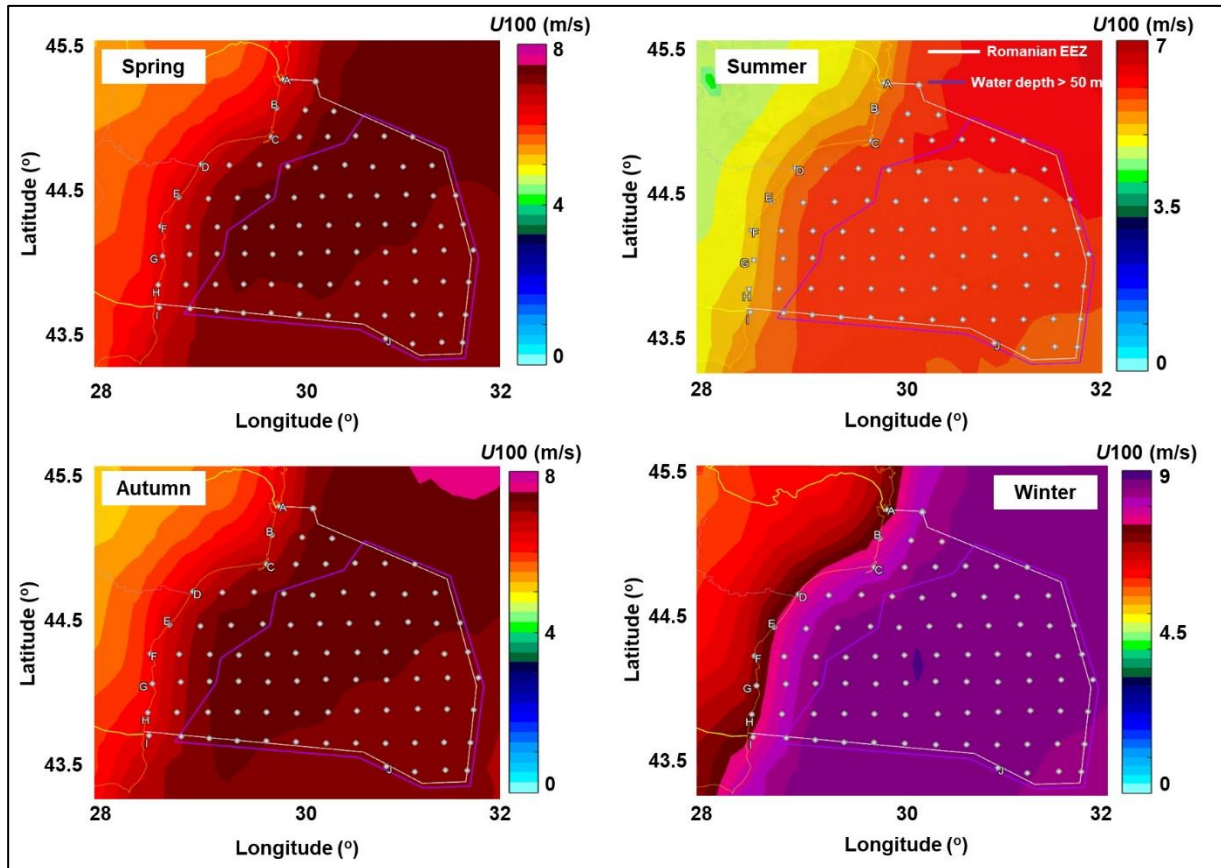 U100 (m/s)
Spring
45.5
44.5
43.5
8
4
0
A
B
C
D
E
F
G
H
I
J
28
30
32
Latitude (°)
Longitude (°)
U100 (m/s)
Summer
Romanian EEZ
Water depth > 50 m
45.5
44.5
43.5
7
3.5
0
A
B
C
D
E
F
G
H
I
J
28
30
32
Latitude (°)
Longitude (°)
U100 (m/s)
Autumn
45.5
44.5
43.5
8
4
0
A
B
C
D
E
F
G
H
I
J
28
30
32
Latitude (°)
Longitude (°)
U100 (m/s)
Winter
45.5
44.5
43.5
9
4.5
0
A
B
C
D
E
F
G
H
I
J
28
30
32
Latitude (°)
Longitude (°)